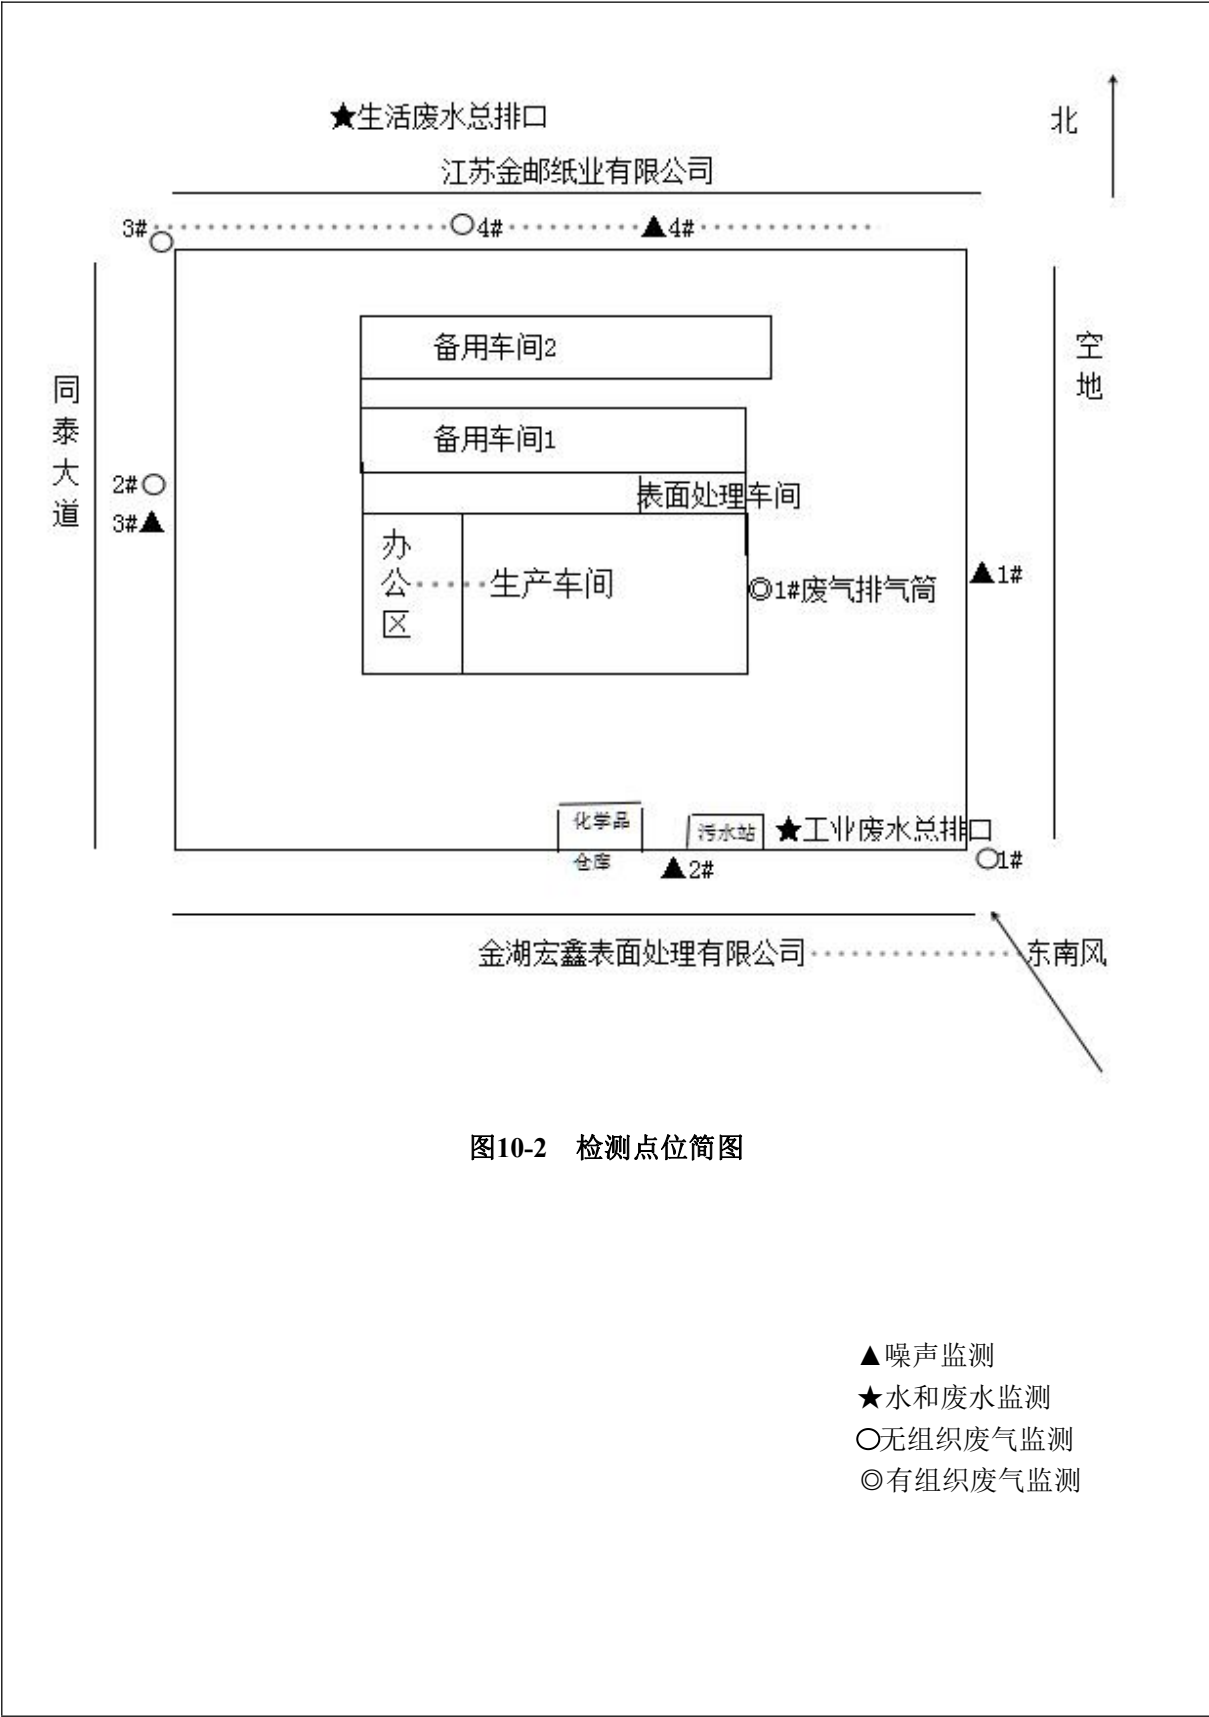 ★生活废水总排口
北
江苏金邮纸业有限公司
3#
○4#
▲4#
备用车间2
空地
同泰大道
备用车间1
2#○
表面处理车间
3#▲
办公区
生产车间
◎1#废气排气筒
▲1#
化学品
仓库
污水站
★工业废水总排口
▲2#
○1#
金湖宏鑫表面处理有限公司
东南风
图10-2 检测点位简图
▲噪声监测
★水和废水监测
○无组织废气监测
◎有组织废气监测